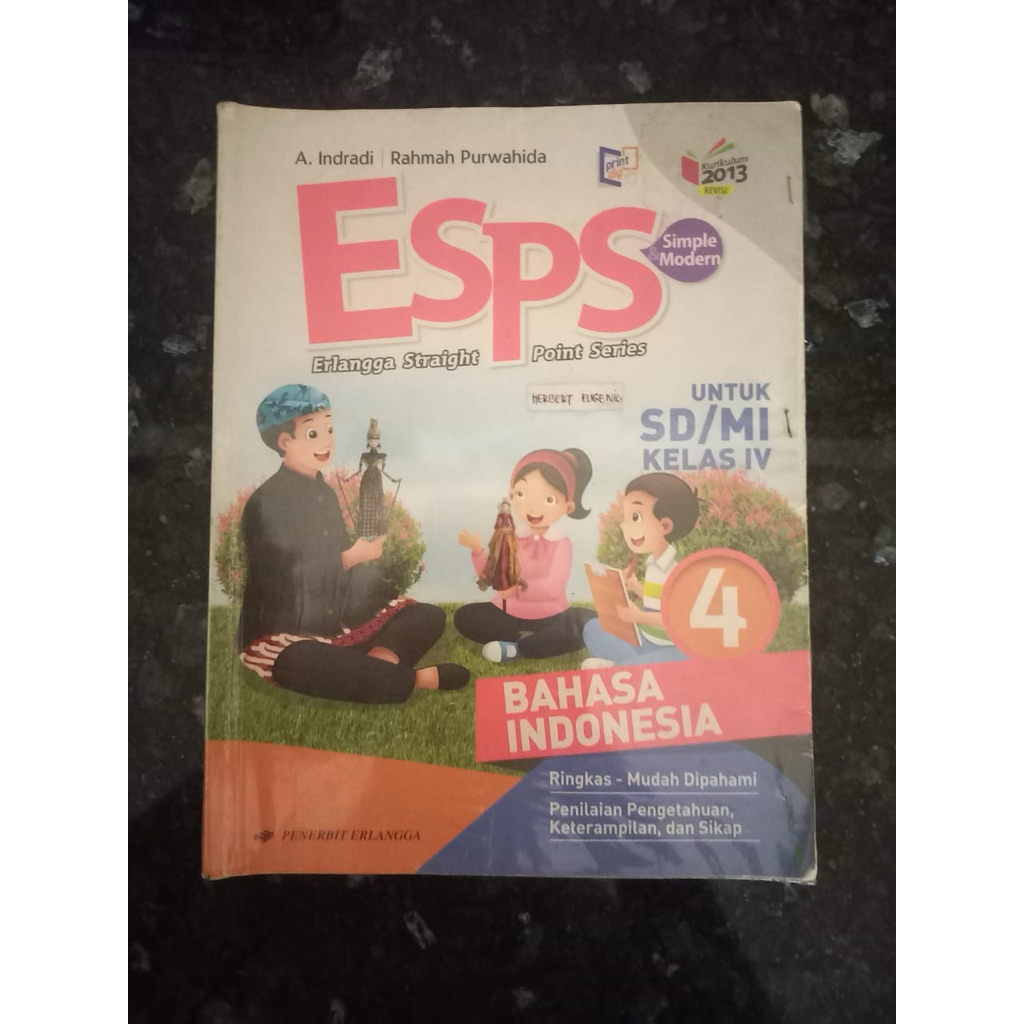 A. Indradi | Rahmah Purwahida
print
Kurikulum
2013
REVISI
ESPS
Simple
& Modern
Erlangga Straight Point Series
HERBERT EUGENIO
UNTUK
SD/MI
KELAS IV
4
BAHASA
INDONESIA
Ringkas - Mudah Dipahami
Penilaian Pengetahuan,
Keterampilan, dan Sikap
PENERBIT ERLANGGA